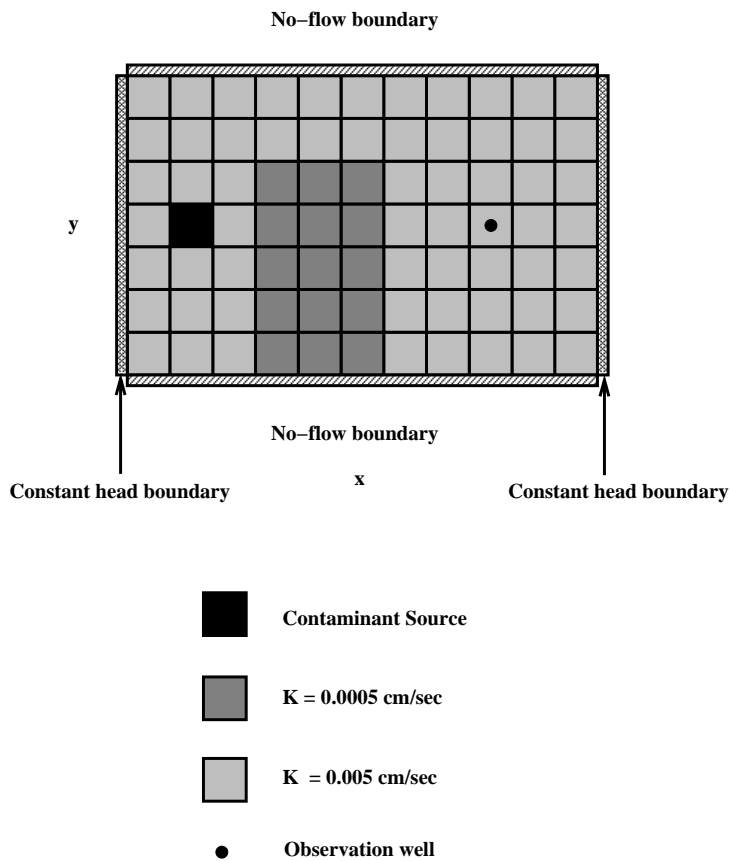 No−flow boundary
y
No−flow boundary
x
Constant head boundary
Constant head boundary
Contaminant Source
K = 0.0005 cm/sec
K = 0.005 cm/sec
Observation well